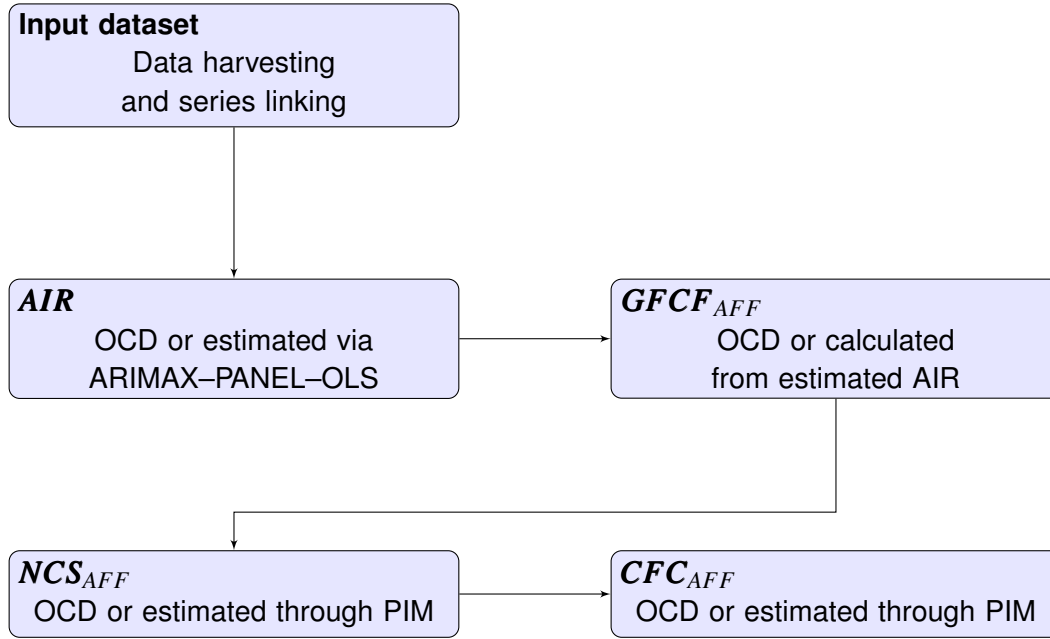 Input dataset
Data harvesting
and series linking
AIR
OCD or estimated via
ARIMAX–PANEL–OLS
GFCF_AFF
OCD or calculated
from estimated AIR
NCS_AFF
OCD or estimated through PIM
CFC_AFF
OCD or estimated through PIM